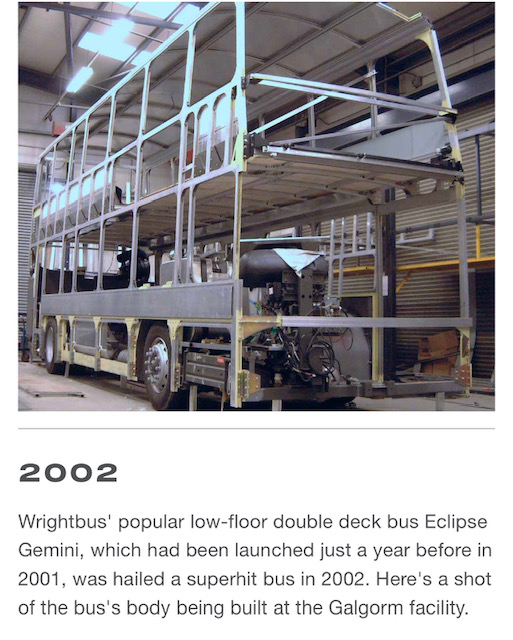 2002
Wrightbus' popular low-floor double deck bus Eclipse
Gemini, which had been launched just a year before in
2001, was hailed a superhit bus in 2002. Here's a shot
of the bus's body being built at the Galgorm facility.